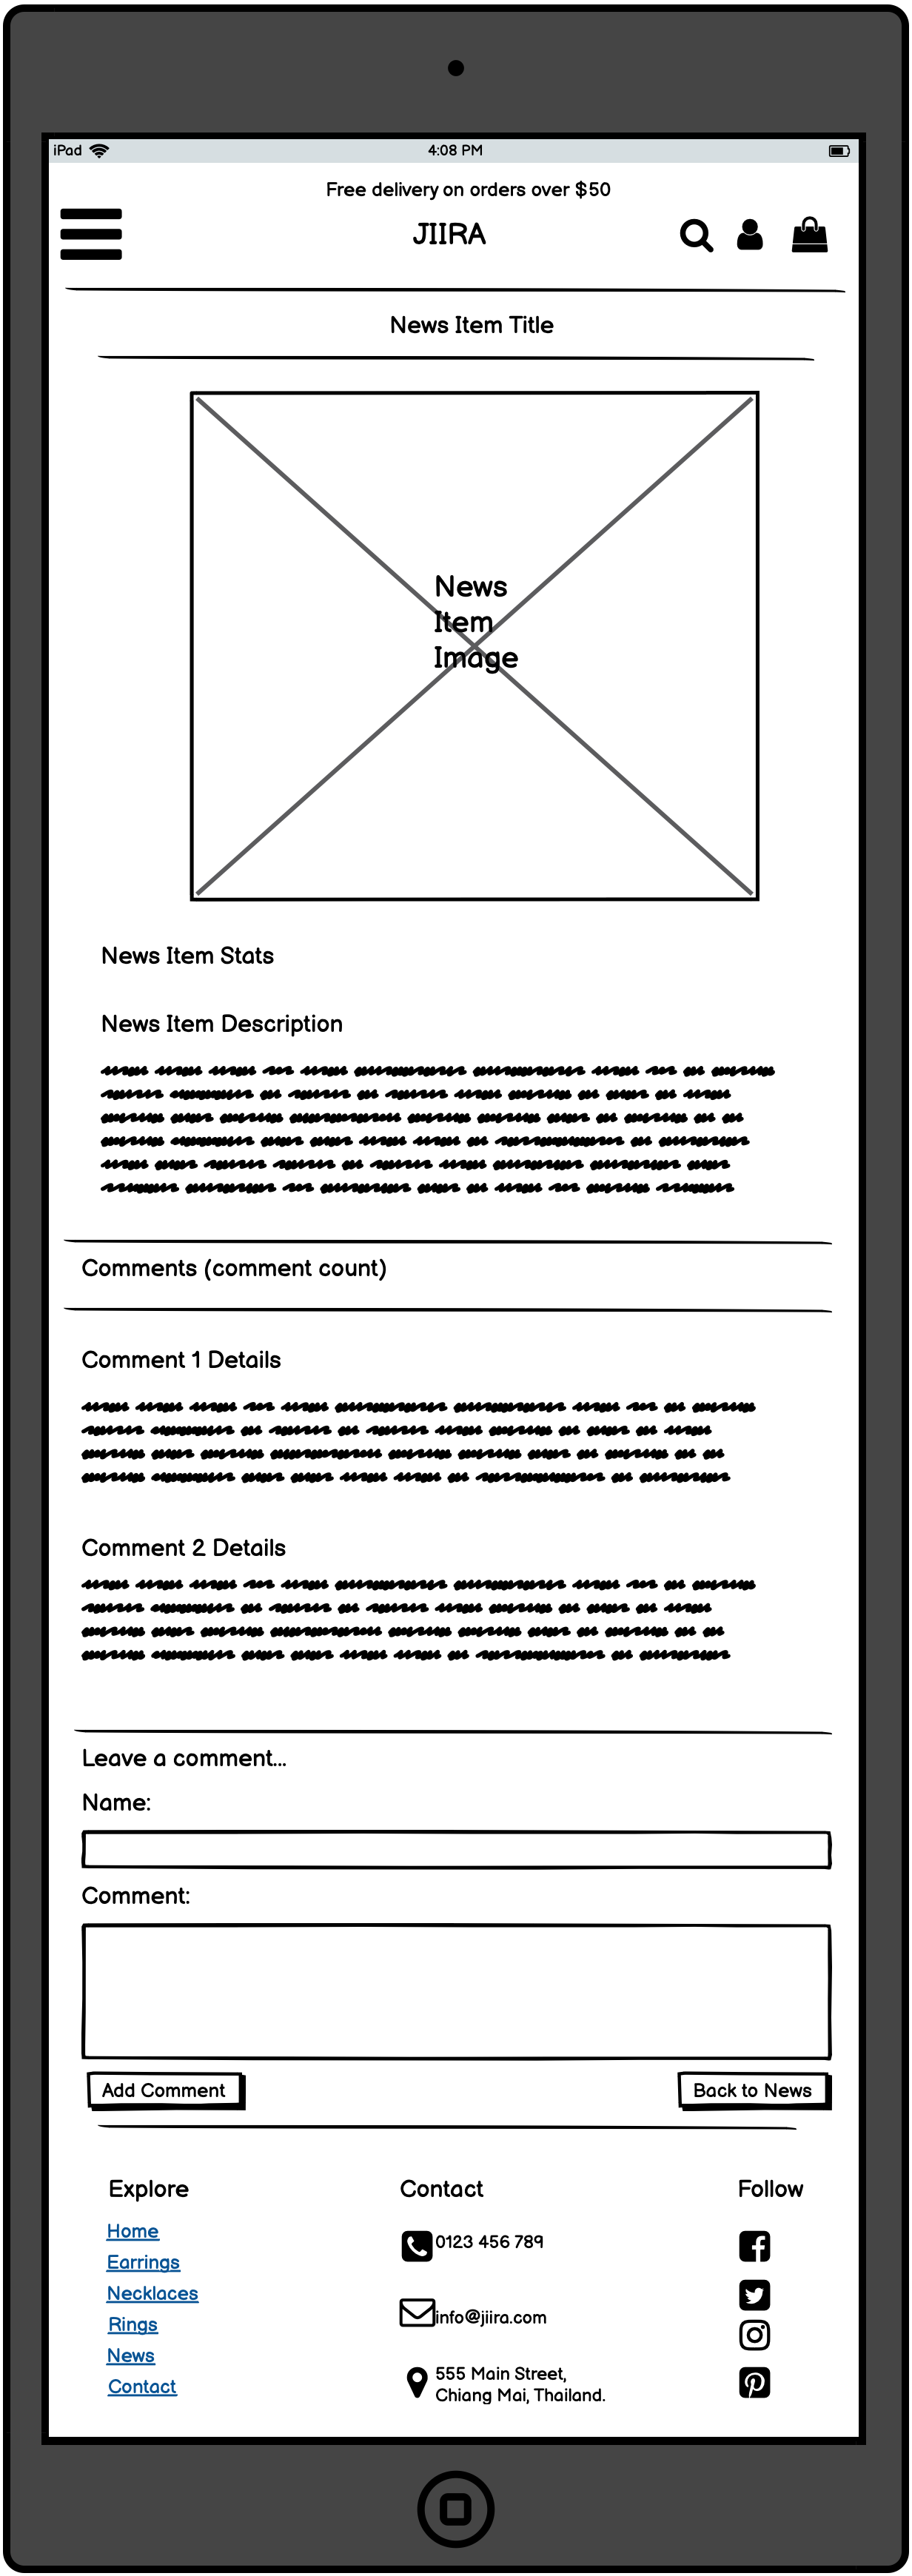 iPad
4:08 PM
Free delivery on orders over $50
JIIRA
News Item Title
News
Item
Image
News Item Stats
News Item Description
Comments (comment count)
Comment 1 Details
Comment 2 Details
Leave a comment...
Name:
Comment:
Add Comment
Back to News
Explore
Home
Earrings
Necklaces
Rings
News
Contact
Contact
0123 456 789
info@jiira.com
555 Main Street,
Chiang Mai, Thailand.
Follow